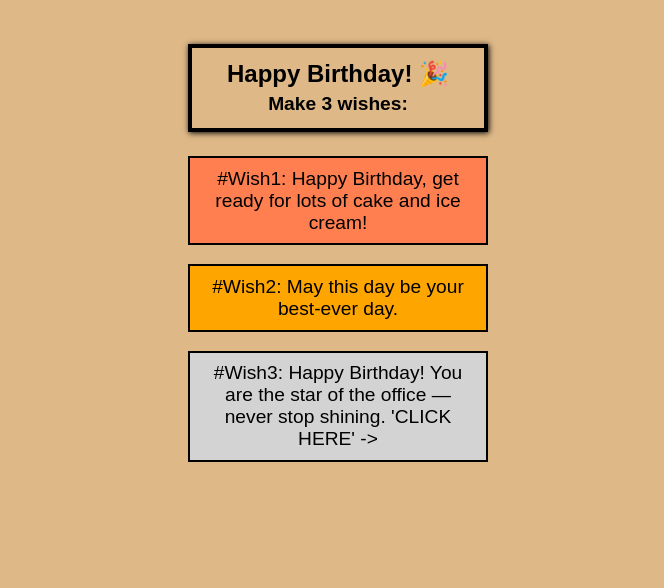 Happy Birthday! 🎉
Make 3 wishes:
#Wish1: Happy Birthday, get
ready for lots of cake and ice
cream!
#Wish2: May this day be your
best-ever day.
#Wish3: Happy Birthday! You
are the star of the office —
never stop shining. 'CLICK
HERE' ->